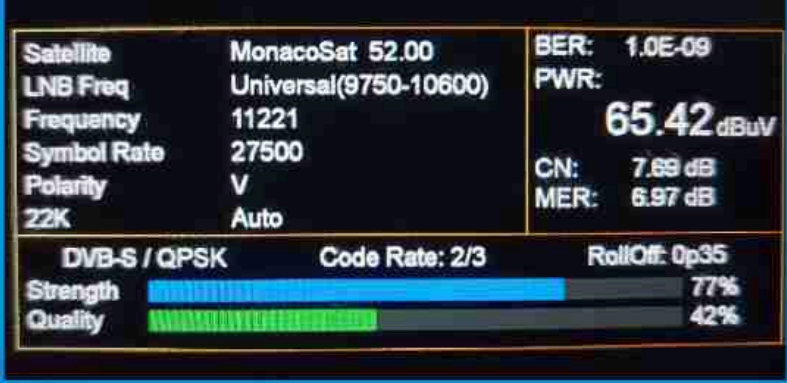 Satellite MonacoSat 52.00
LNB Freq Universal(9750-10600)
Frequency 11221
Symbol Rate 27500
Polarity V
22K Auto
BER: 1.0E-09
PWR:
65.42 dBuV
CN: 7.69 dB
MER: 6.97 dB
DVB-S / QPSK Code Rate: 2/3 RollOff: 0p35
Strength 77%
Quality 42%